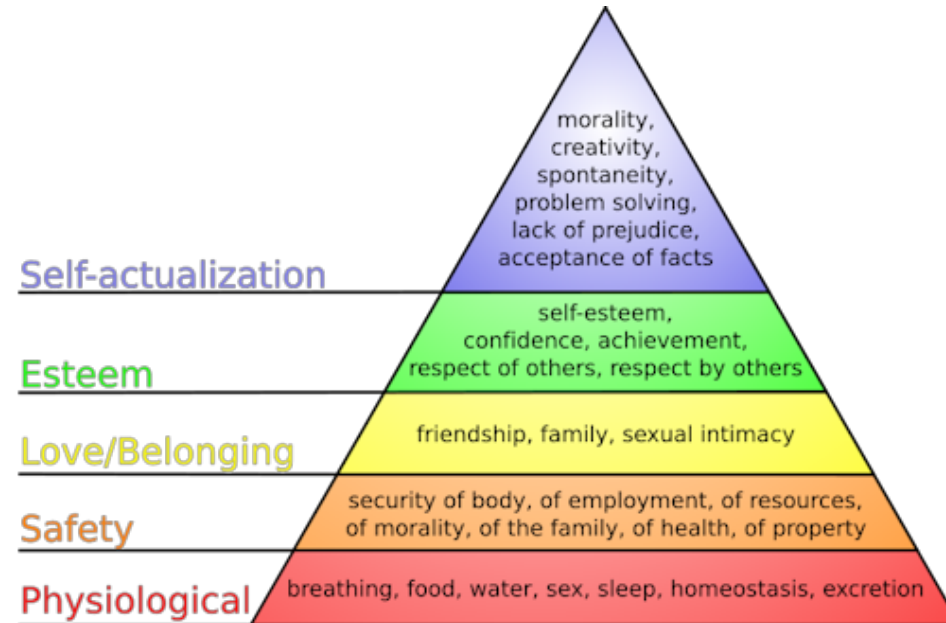 morality,
creativity,
spontaneity,
problem solving,
lack of prejudice,
acceptance of facts
Self-actualization
self-esteem,
confidence, achievement,
respect of others, respect by others
Esteem
friendship, family, sexual intimacy
Love/Belonging
security of body, of employment, of resources,
of morality, of the family, of health, of property
Safety
breathing, food, water, sex, sleep, homeostasis, excretion
Physiological